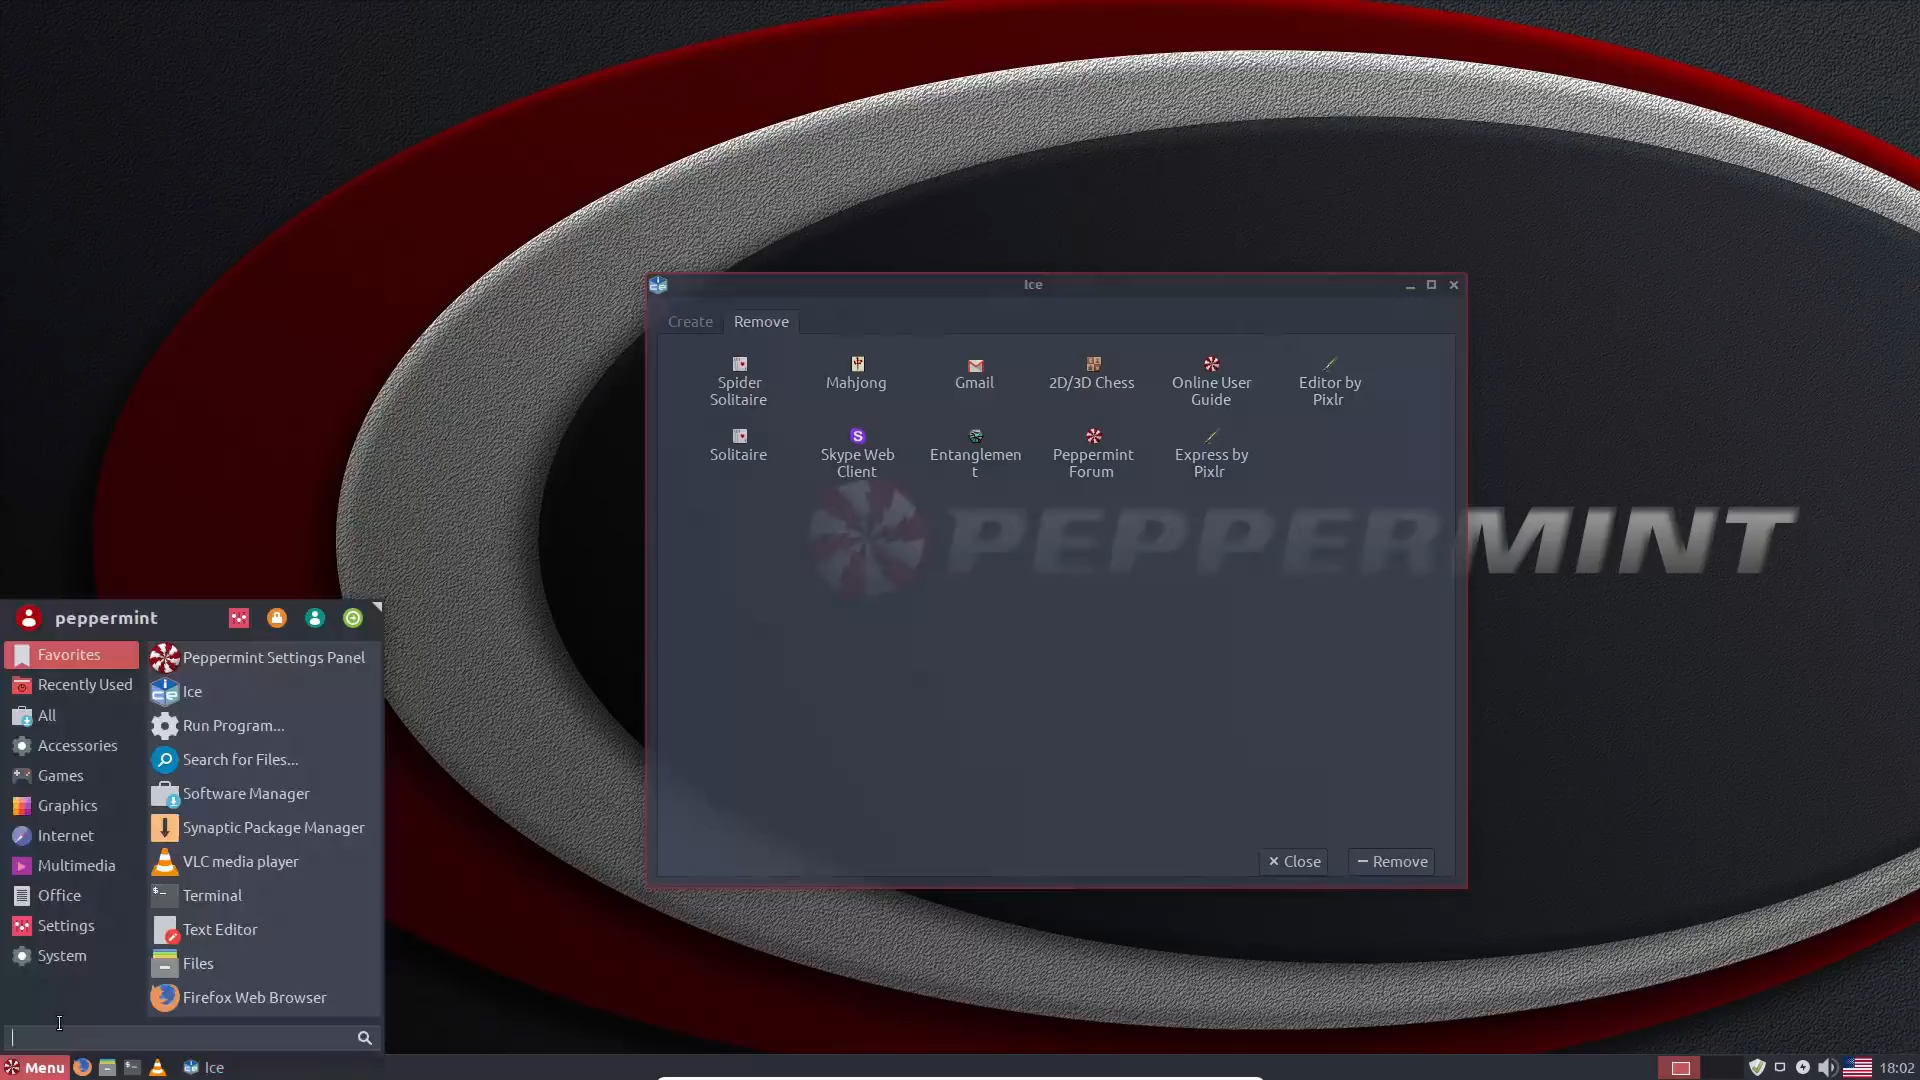 Ice
Create
Remove
Spider
Solitaire
Mahjong
Gmail
2D/3D Chess
Online User
Guide
Editor by
Pixlr
Solitaire
Skype Web
Client
Entanglemen
t
Peppermint
Forum
Express by
Pixlr
PEPPERMINT
Close
Remove
peppermint
Favorites
Recently Used
All
Accessories
Games
Graphics
Internet
Multimedia
Office
Settings
System
Peppermint Settings Panel
Ice
Run Program...
Search for Files...
Software Manager
Synaptic Package Manager
VLC media player
Terminal
Text Editor
Files
Firefox Web Browser
Menu
Ice
18:02